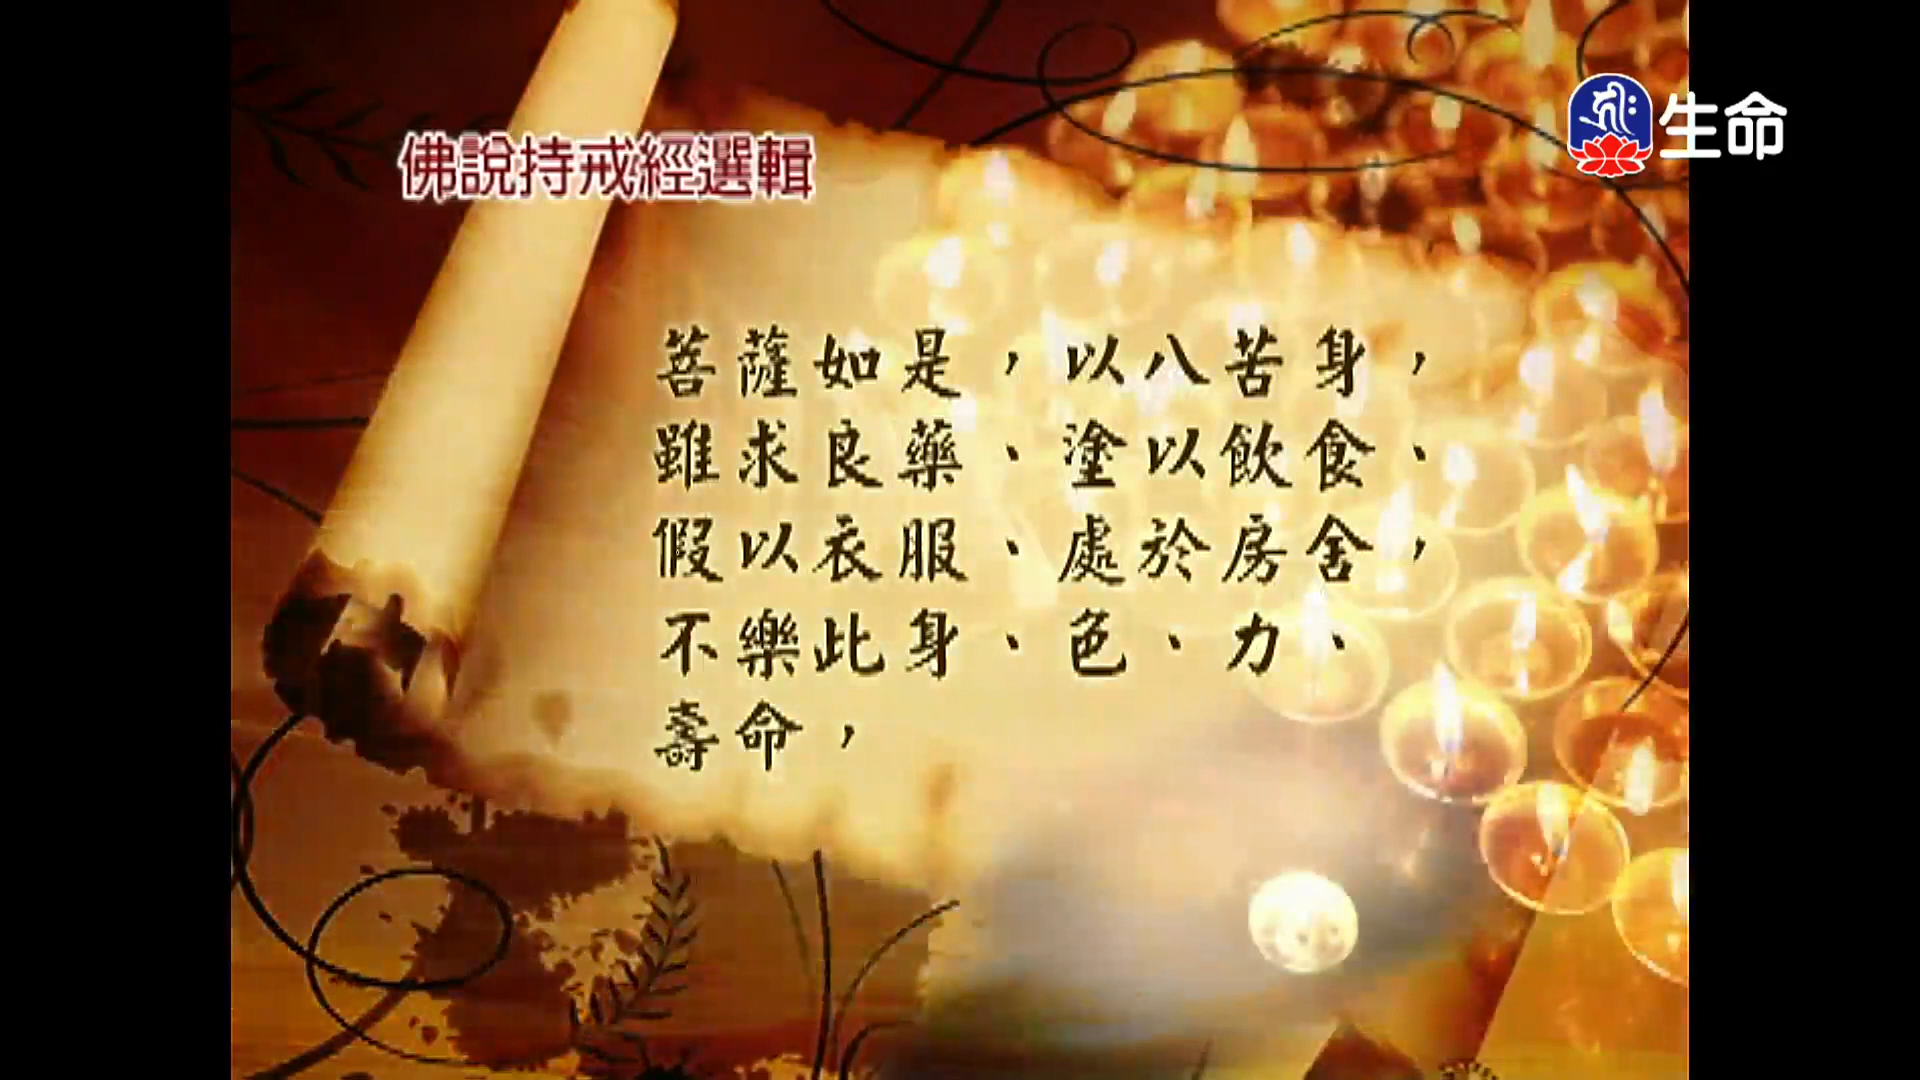 生命
佛說持戒經選輯
菩薩如是，以八苦身，
雖求良藥、塗以飲食、
假以衣服、處於房舍，
不樂此身、色、力、
壽命，